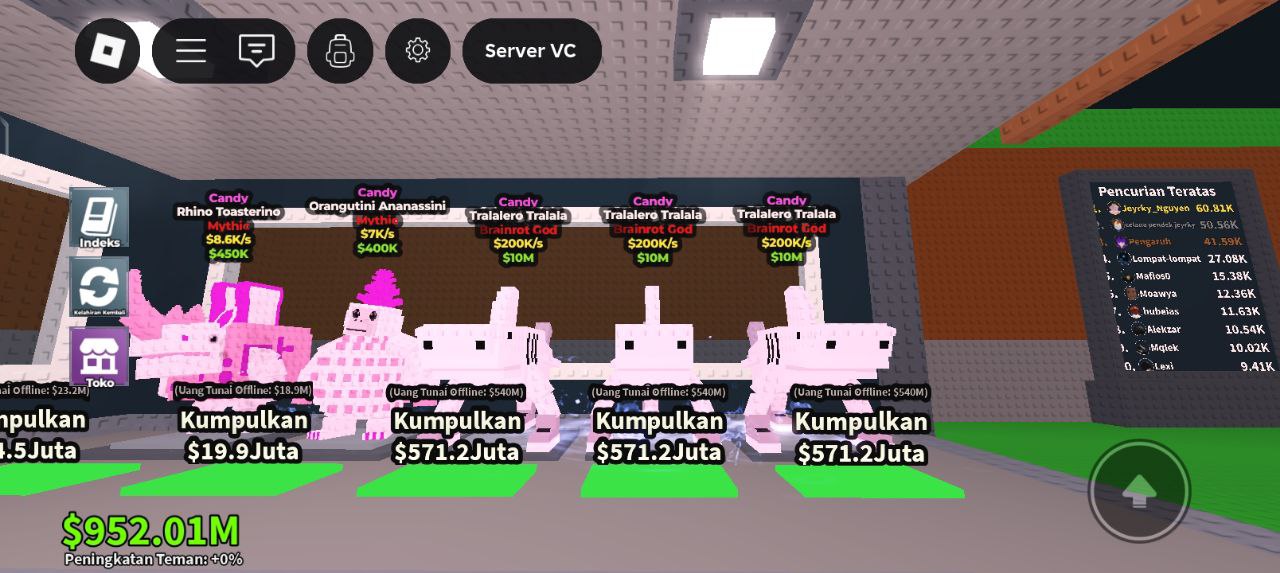 Server VC
Indeks
Kelahiran Kembali
Toko
Candy
Rhino Toasterino
Mythic
$8.6K/s
$450K
Candy
Orangutini Ananassini
Mythic
$7K/s
$400K
Candy
Tralalero Tralala
Brainrot God
$200K/s
$10M
Candy
Tralalero Tralala
Brainrot God
$200K/s
$10M
Candy
Tralalero Tralala
Brainrot God
$200K/s
$10M
Pencurian Teratas
Jeyrky_Nguyen 60.81K
pendek jeyrky 50.56K
Pengaruh 41.59K
Lompat-lompat 27.08K
Mafios0 15.38K
Moawya 12.36K
hubeias 11.63K
Alekzar 10.54K
Mqlek 10.02K
Lexi 9.41K
nai Offline: $23.2M)
mpulkan
4.5Juta
(Uang Tunai Offline: $18.9M)
Kumpulkan
$19.9Juta
(Uang Tunai Offline: $540M)
Kumpulkan
$571.2Juta
(Uang Tunai Offline: $540M)
Kumpulkan
$571.2Juta
(Uang Tunai Offline: $540M)
Kumpulkan
$571.2Juta
$952.01M
Peningkatan Teman: +0%